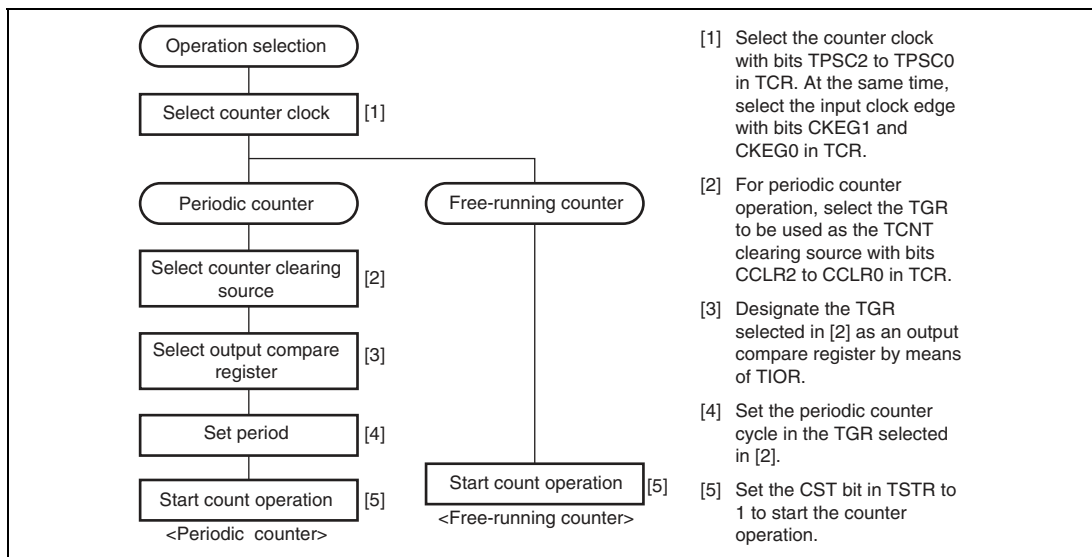 Operation selection
Select counter clock
[1]
Periodic counter
Free-running counter
Select counter clearing
source
[2]
Select output compare
register
[3]
Set period
[4]
Start count operation
[5]
<Periodic counter>
Start count operation
[5]
<Free-running counter>
[1] Select the counter clock
with bits TPSC2 to TPSC0
in TCR. At the same time,
select the input clock edge
with bits CKEG1 and
CKEG0 in TCR.
[2] For periodic counter
operation, select the TGR
to be used as the TCNT
clearing source with bits
CCLR2 to CCLR0 in TCR.
[3] Designate the TGR
selected in [2] as an output
compare register by means
of TIOR.
[4] Set the periodic counter
cycle in the TGR selected
in [2].
[5] Set the CST bit in TSTR to
1 to start the counter
operation.